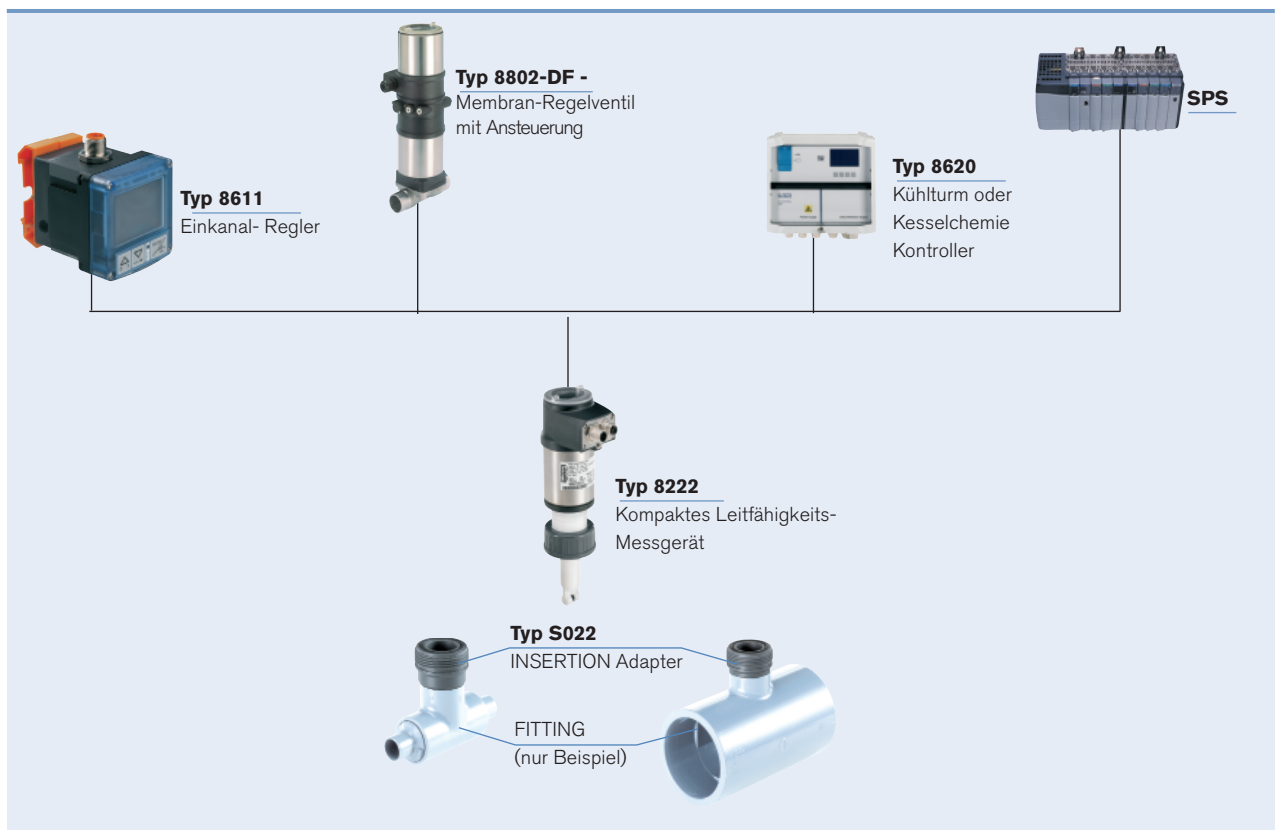 Typ 8802-DF -
Membran-Regelventil
mit Ansteuerung
SPS
Typ 8611
Einkanal- Regler
Typ 8620
Kühlturm oder
Kesselchemie
Kontroller
Typ 8222
Kompaktes Leitfähigkeits-
Messgerät
Typ S022
INSERTION Adapter
FITTING
(nur Beispiel)